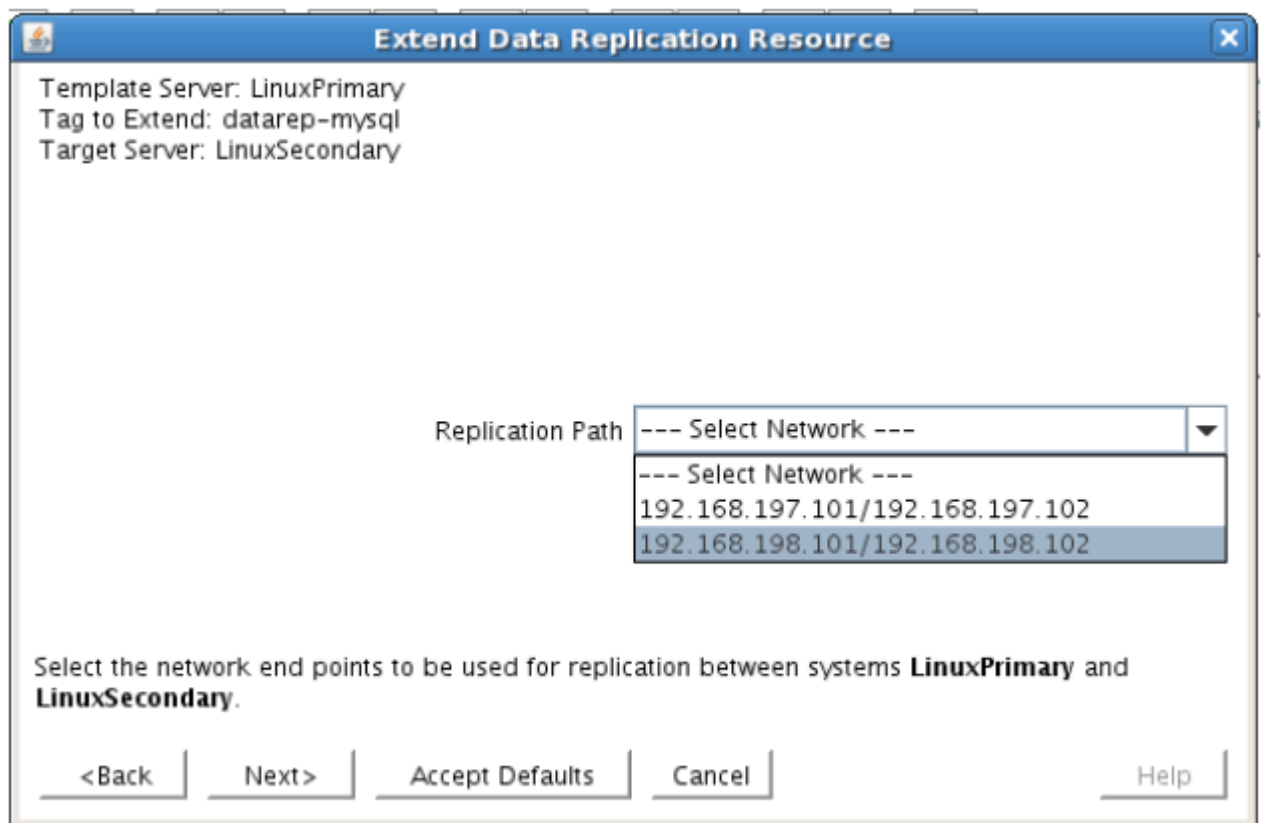 Extend Data Replication Resource
Template Server: LinuxPrimary
Tag to Extend: datarep-mysql
Target Server: LinuxSecondary
Replication Path --- Select Network ---
--- Select Network ---
192.168.197.101/192.168.197.102
192.168.198.101/192.168.198.102
Select the network end points to be used for replication between systems LinuxPrimary and
LinuxSecondary.
<Back Next> Accept Defaults Cancel Help